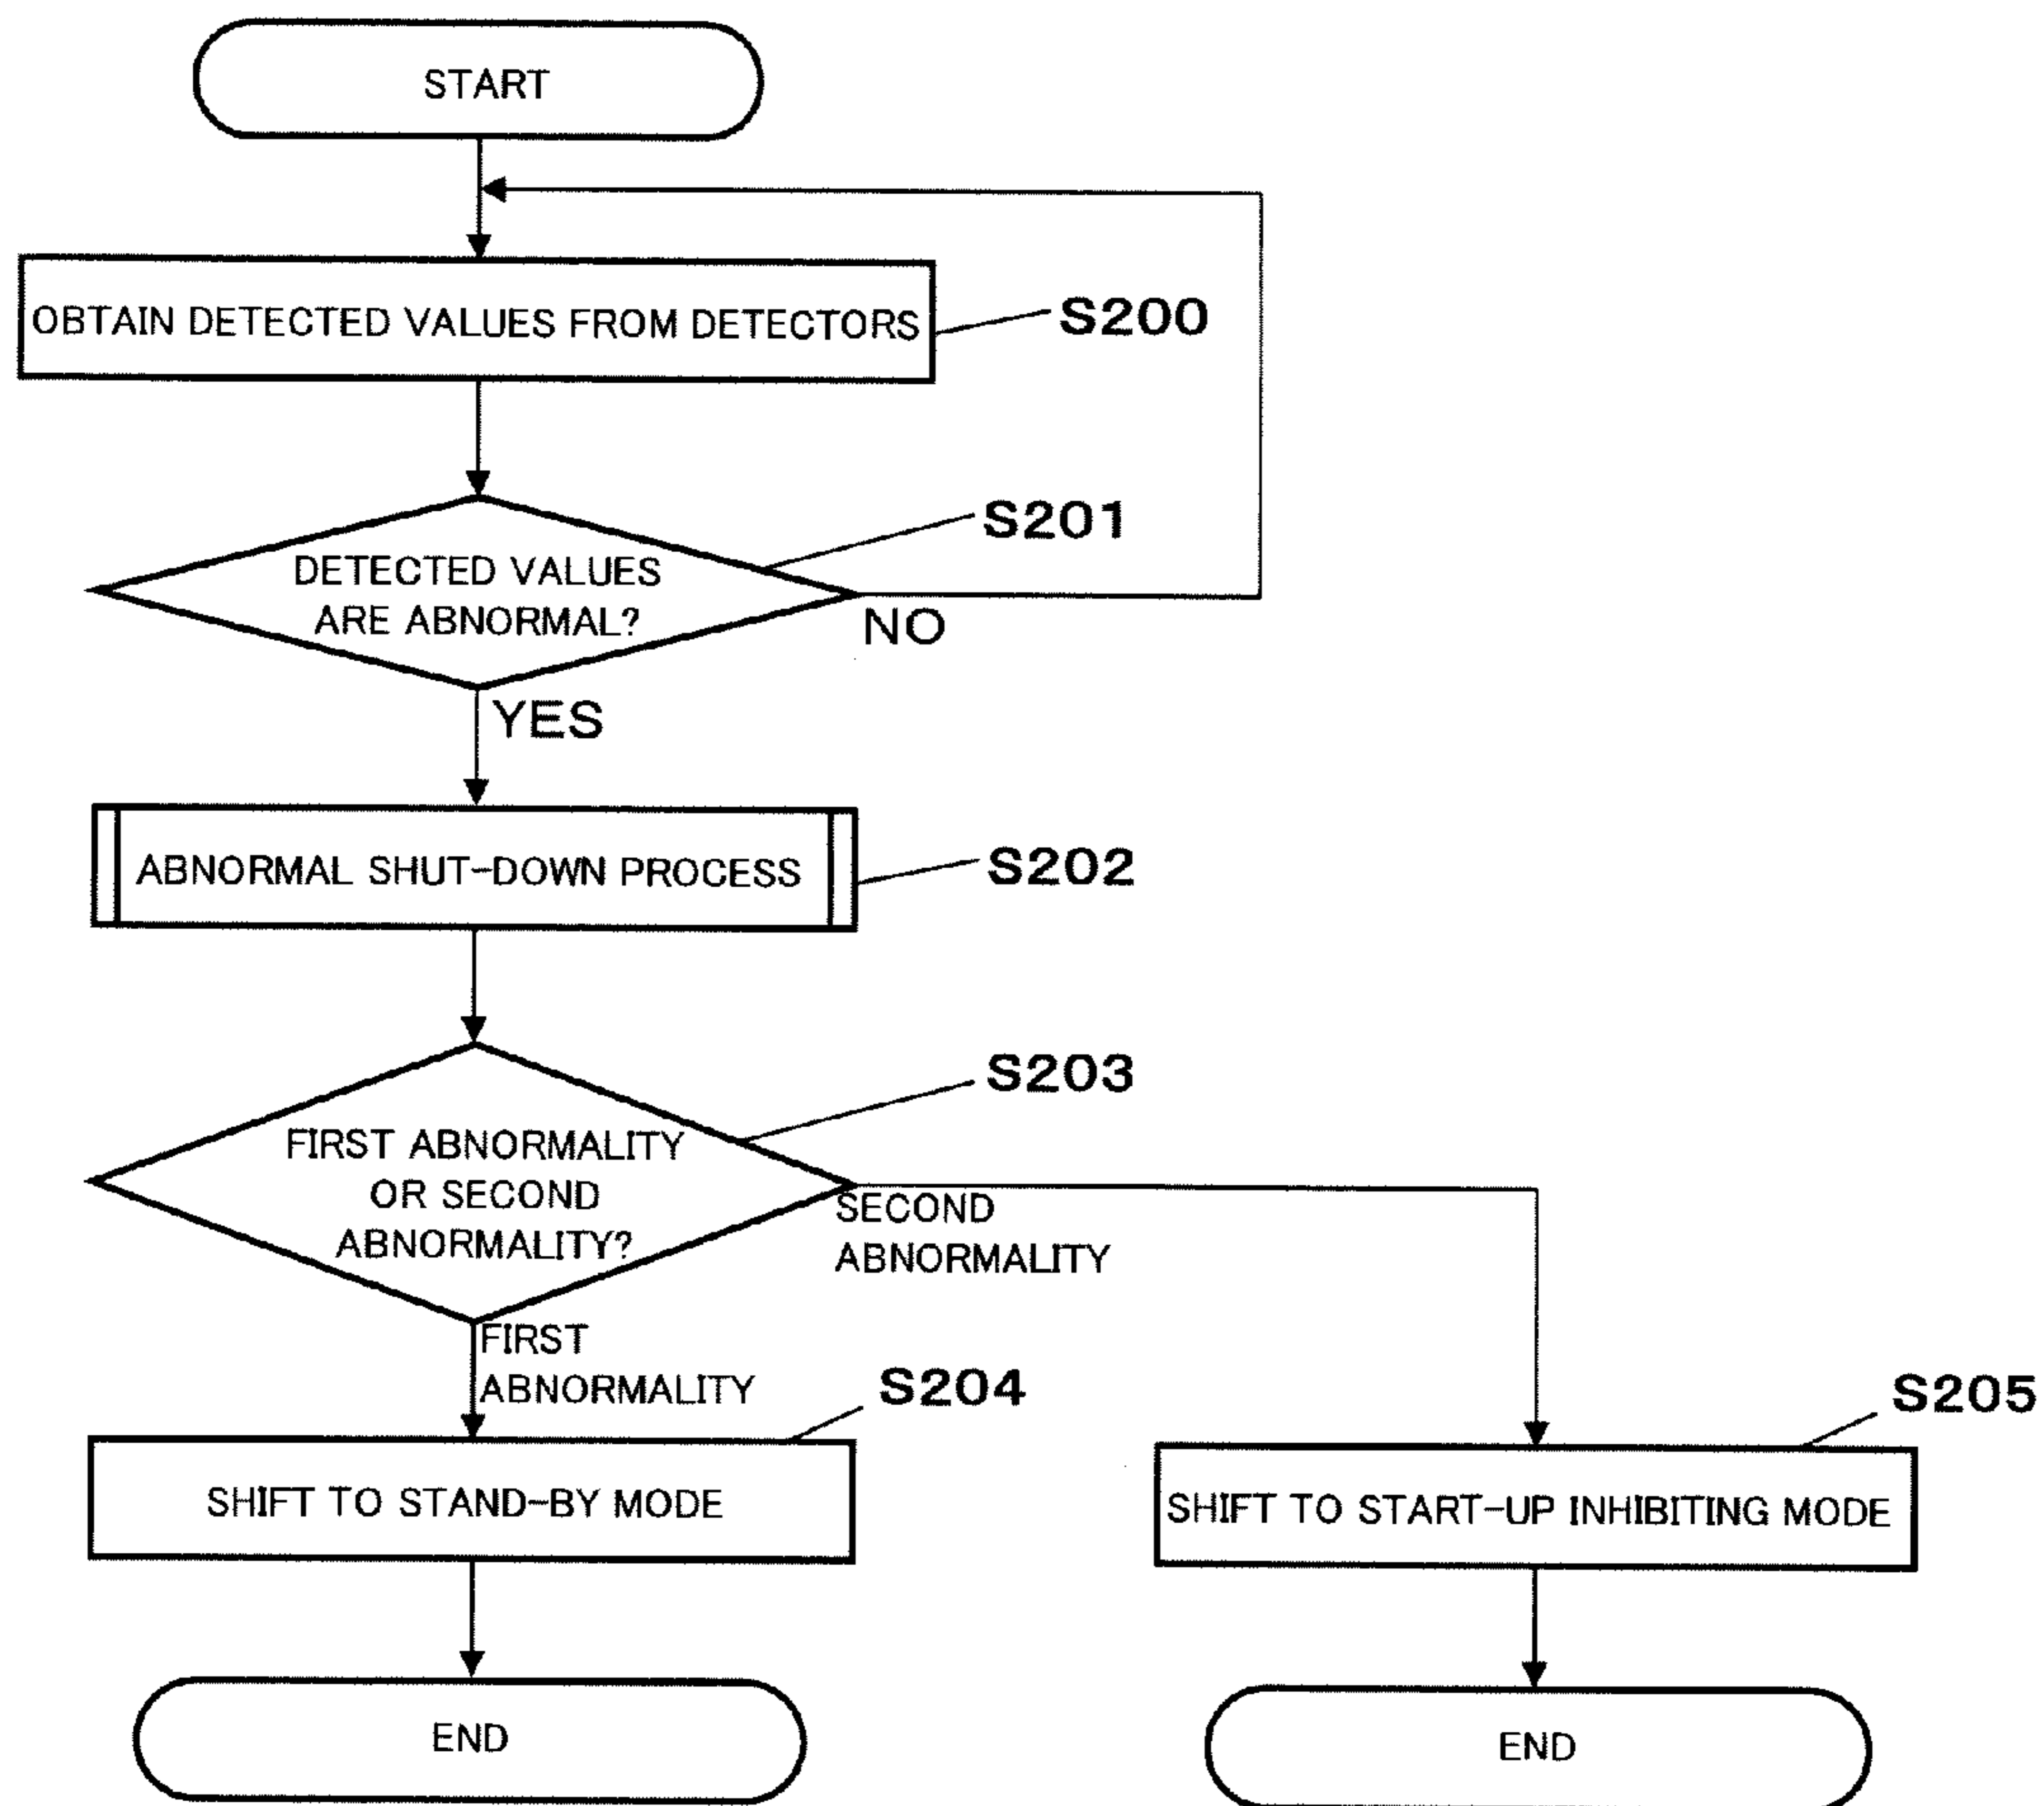 START
OBTAIN DETECTED VALUES FROM DETECTORS
S200
S201
DETECTED VALUES
ARE ABNORMAL?
NO
YES
ABNORMAL SHUT-DOWN PROCESS
S202
S203
FIRST ABNORMALITY
OR SECOND
ABNORMALITY?
SECOND
ABNORMALITY
FIRST
ABNORMALITY
S204
S205
SHIFT TO STAND-BY MODE
SHIFT TO START-UP INHIBITING MODE
END
END